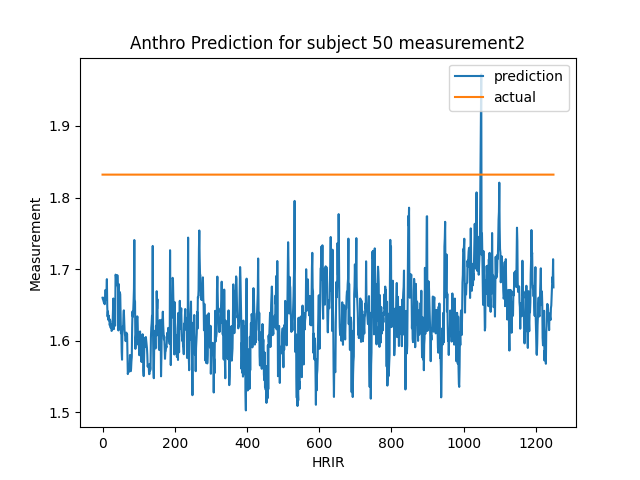 Anthro Prediction for subject 50 measurement2
prediction
actual
1.9
1.8
1.7
1.6
1.5
Measurement
0 200 400 600 800 1000 1200
HRIR